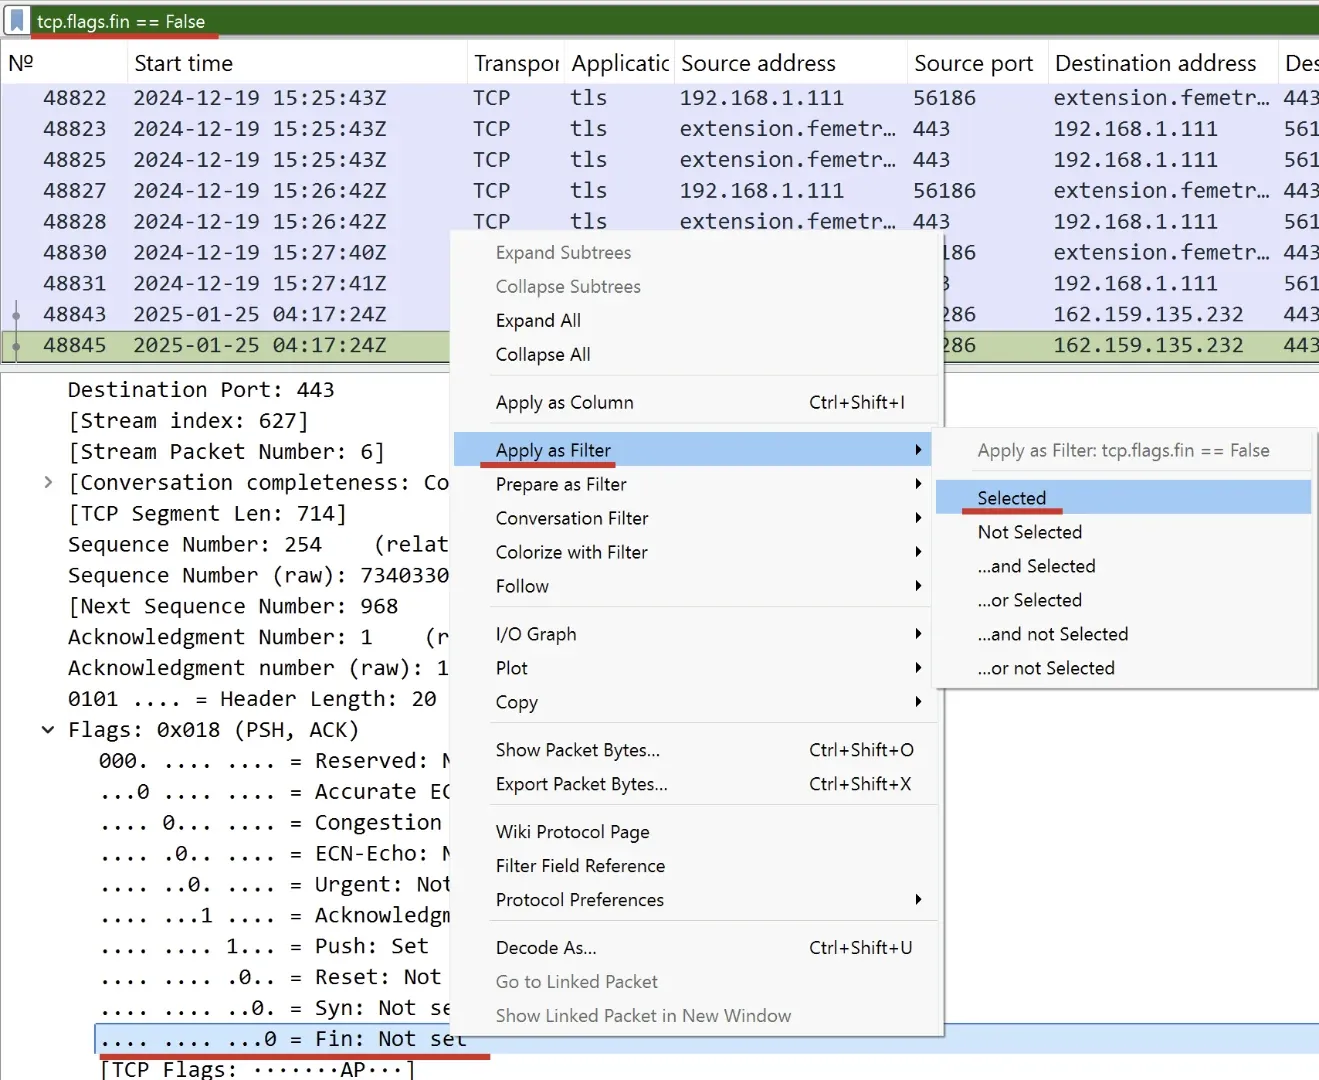 tcp.flags.fin == False
№ Start time Transpor Applicatic Source address Source port Destination address Des
48822 2024-12-19 15:25:43Z TCP tls 192.168.1.111 56186 extension.femetr… 443
48823 2024-12-19 15:25:43Z TCP tls extension.femetr… 443 192.168.1.111 561
48825 2024-12-19 15:25:43Z TCP tls extension.femetr… 443 192.168.1.111 561
48827 2024-12-19 15:26:42Z TCP tls 192.168.1.111 56186 extension.femetr… 443
48828 2024-12-19 15:26:42Z TCP tls extension.femetr… 443 192.168.1.111 561
48830 2024-12-19 15:27:40Z 186 extension.femetr… 443
48831 2024-12-19 15:27:41Z 3 192.168.1.111 561
48843 2025-01-25 04:17:24Z 286 162.159.135.232 443
48845 2025-01-25 04:17:24Z 286 162.159.135.232 443
Destination Port: 443
[Stream index: 627]
[Stream Packet Number: 6]
[Conversation completeness: Co
[TCP Segment Len: 714]
Sequence Number: 254 (relat
Sequence Number (raw): 7340330
[Next Sequence Number: 968
Acknowledgment Number: 1 (r
Acknowledgment number (raw): 1
0101 .... = Header Length: 20
Flags: 0x018 (PSH, ACK)
000. .... .... = Reserved: N
...0 .... .... = Accurate EC
.... 0... .... = Congestion
.... .0.. .... = ECN-Echo: N
.... ..0. .... = Urgent: Not
.... ...1 .... = Acknowledgm
.... .... 1... = Push: Set
.... .... .0.. = Reset: Not
.... .... ..0. = Syn: Not se
.... .... ...0 = Fin: Not set
[TCP Flags: ·······AP···]
Expand Subtrees
Collapse Subtrees
Expand All
Collapse All
Apply as Column Ctrl+Shift+I
Apply as Filter
Prepare as Filter
Conversation Filter
Colorize with Filter
Follow
I/O Graph
Plot
Copy
Show Packet Bytes... Ctrl+Shift+O
Export Packet Bytes... Ctrl+Shift+X
Wiki Protocol Page
Filter Field Reference
Protocol Preferences
Decode As... Ctrl+Shift+U
Go to Linked Packet
Show Linked Packet in New Window
Apply as Filter: tcp.flags.fin == False
Selected
Not Selected
...and Selected
...or Selected
...and not Selected
...or not Selected